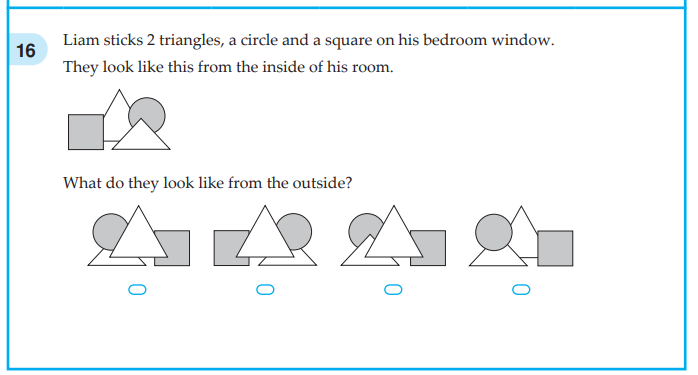 16
Liam sticks 2 triangles, a circle and a square on his bedroom window.
They look like this from the inside of his room.
What do they look like from the outside?